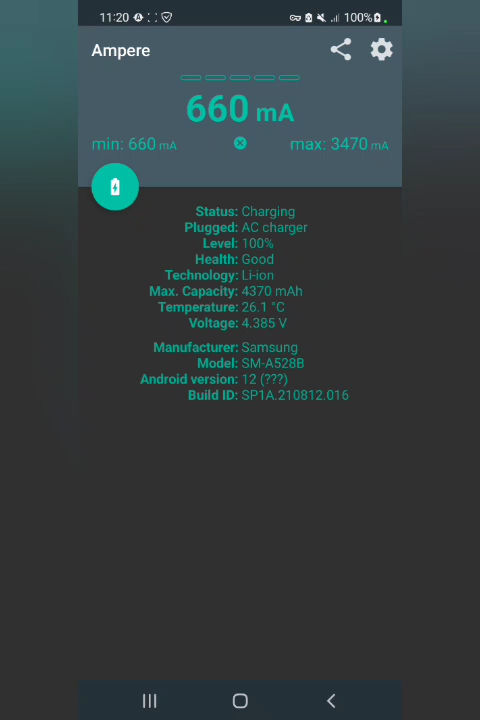 11:20 100%
Ampere
660 mA
min: 660 mA max: 3470 mA
Status: Charging
Plugged: AC charger
Level: 100%
Health: Good
Technology: Li-ion
Max. Capacity: 4370 mAh
Temperature: 26.1 °C
Voltage: 4.385 V
Manufacturer: Samsung
Model: SM-A528B
Android version: 12 (???)
Build ID: SP1A.210812.016